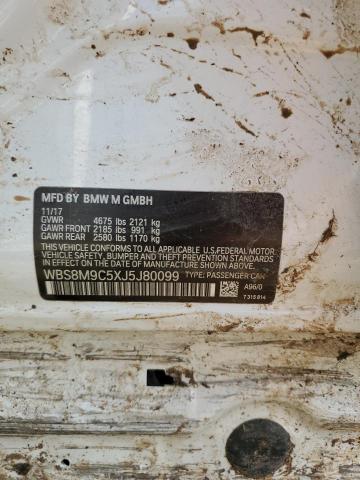 MFD BY BMW M GMBH
11/17
GVWR 4675 lbs 2121 kg
GAWR FRONT 2185 lbs 991 kg
GAWR REAR 2580 lbs 1170 kg
THIS VEHICLE CONFORMS TO ALL APPLICABLE U.S.FEDERAL MOTOR
VEHICLE SAFETY, BUMPER, AND THEFT PREVENTION STANDARDS IN
EFFECT ON THE DATE OF MANUFACTURE SHOWN ABOVE.
WBS8M9C5XJ5J80099 TYPE: PASSENGER CAR
A96/0
7315814